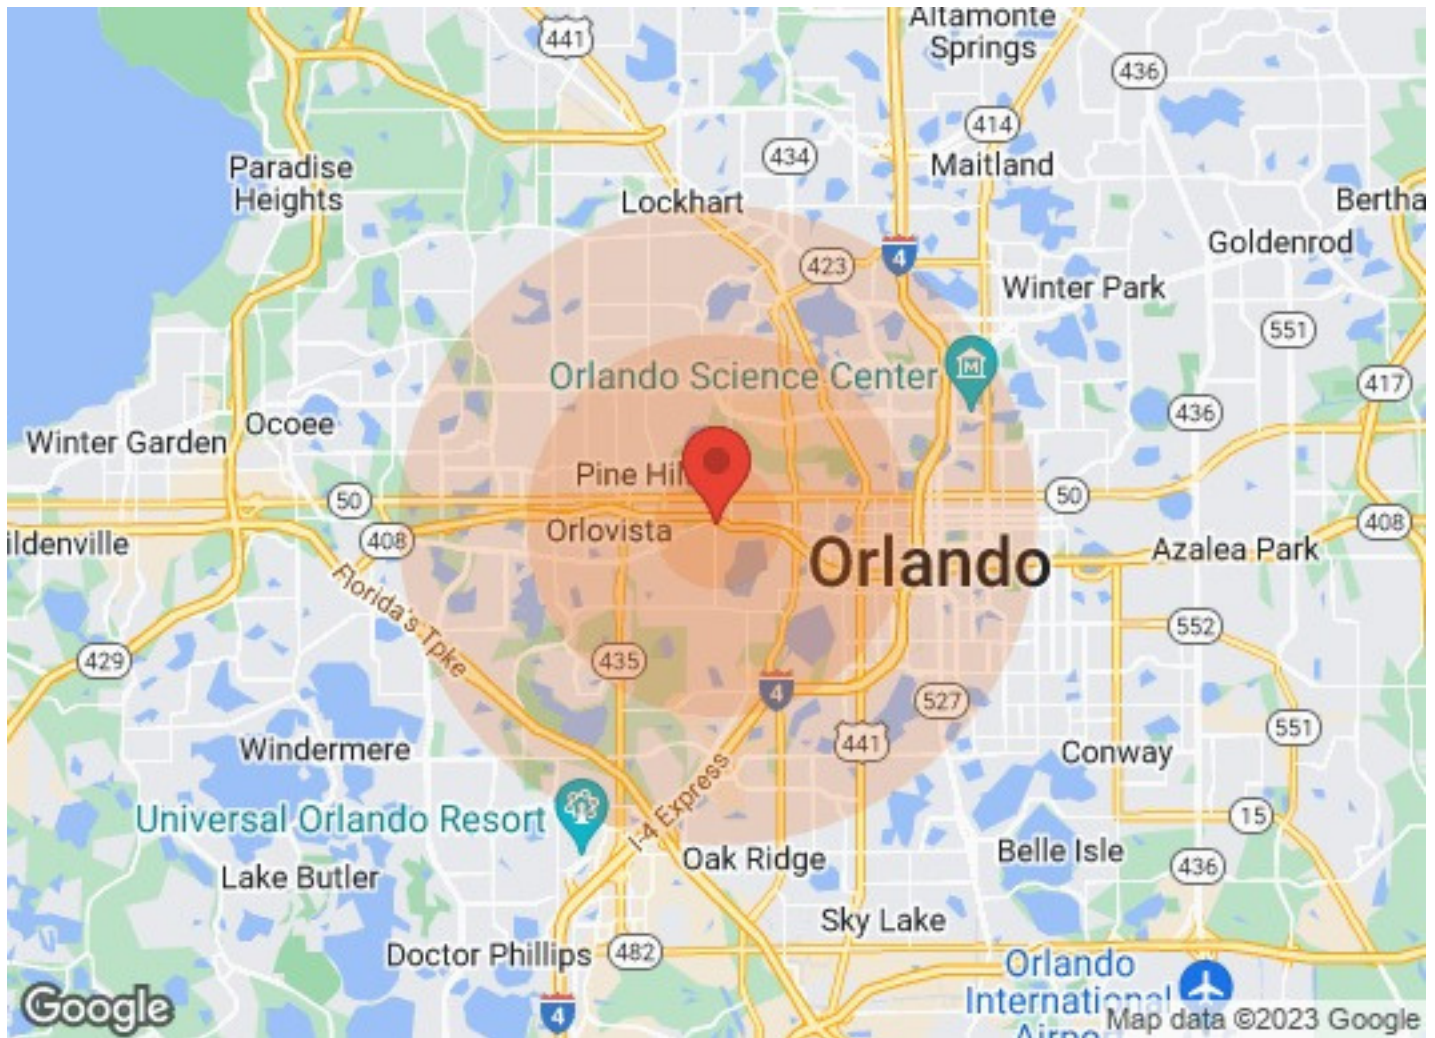 Altamonte
Springs
441
436
414
434
Maitland
Paradise
Heights
Lockhart
Bertha
Goldenrod
423
4
Winter Park
551
Orlando Science Center
417
436
Ocoee
Winter Garden
Pine Hil
50
50
Orlovista
408
408
ildenville
Orlando
Azalea Park
Florida's Tpke
552
429
435
4
527
551
441
Windermere
Conway
I-4 Express
Universal Orlando Resort
15
Oak Ridge
Belle Isle
436
Lake Butler
Sky Lake
Doctor Phillips
482
Orlando
International
Airpo
Google
4
Map data ©2023 Google